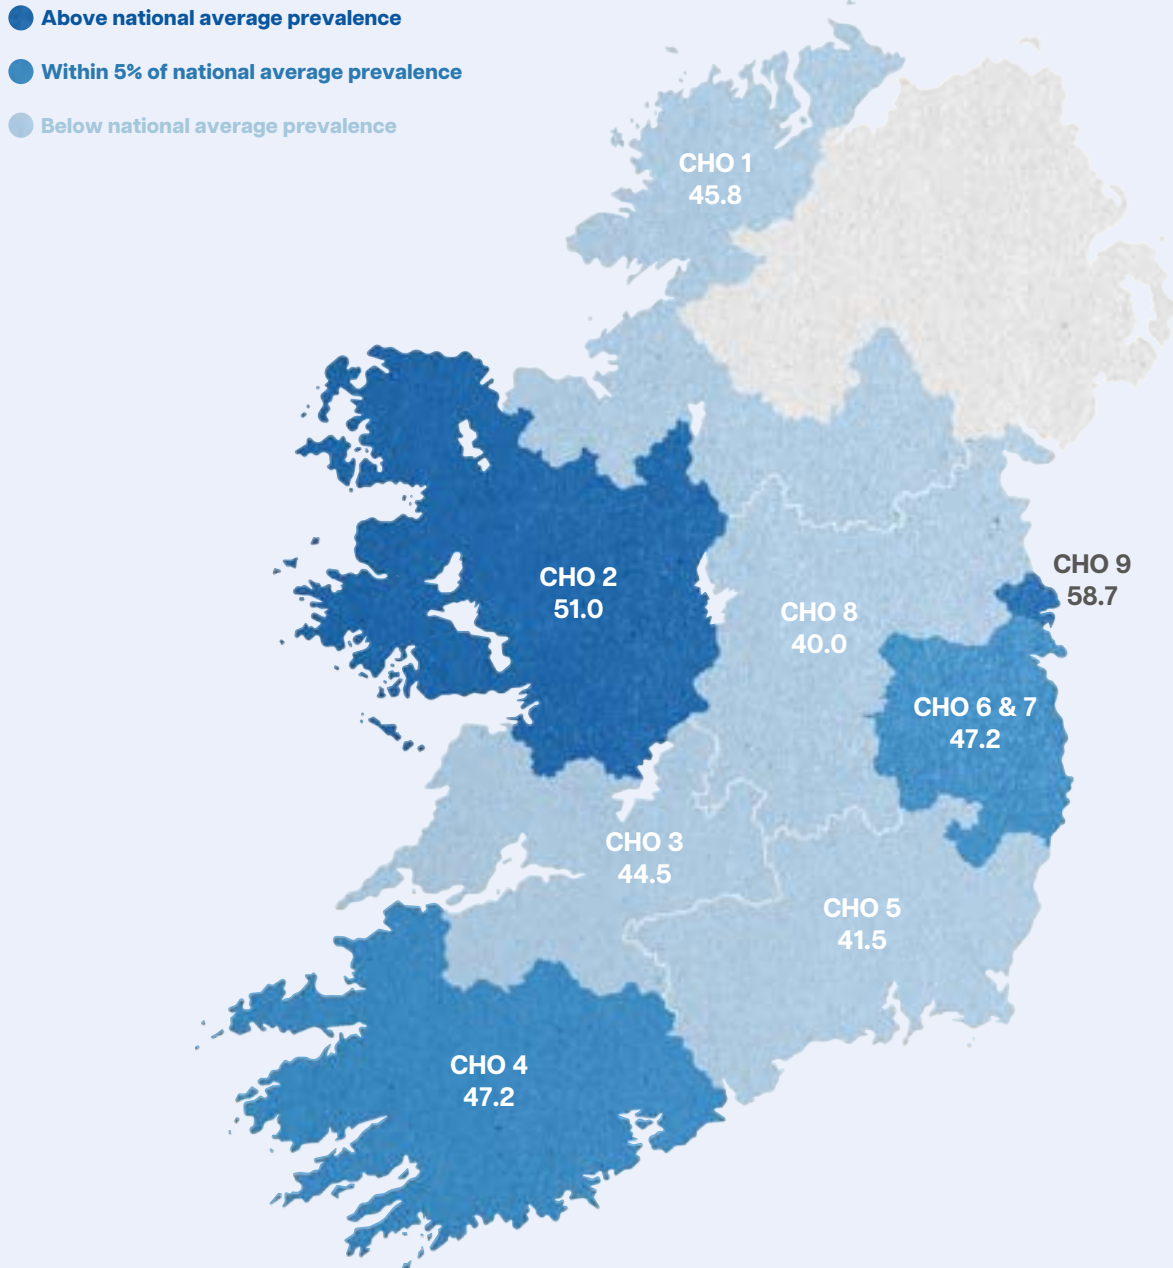 Above national average prevalence
Within 5% of national average prevalence
Below national average prevalence
CHO 1
45.8
CHO 2
51.0
CHO 9
58.7
CHO 8
40.0
CHO 6 & 7
47.2
CHO 3
44.5
CHO 5
41.5
CHO 4
47.2